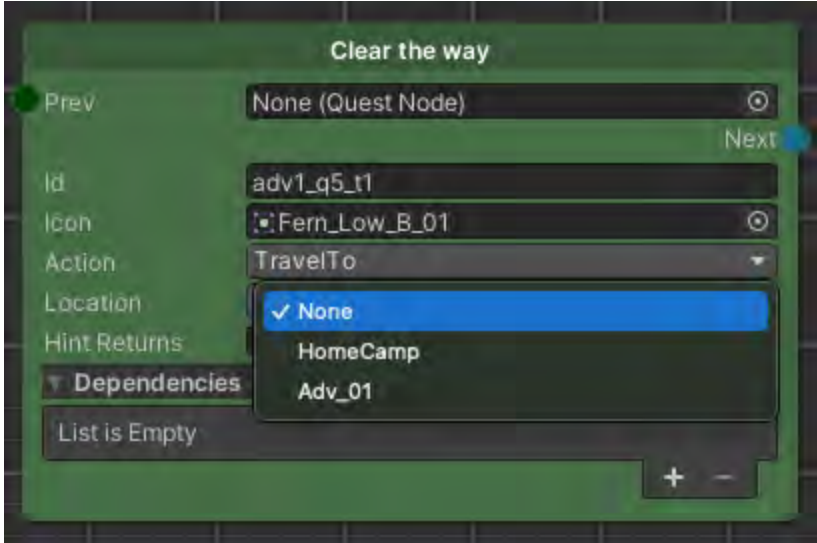 Clear the way
Prev None (Quest Node)
Next
Id adv1_q5_t1
Icon Fern_Low_B_01
Action TravelTo
Location
None
Hint Returns
HomeCamp
Dependencies
Adv_01
List is Empty
+ −